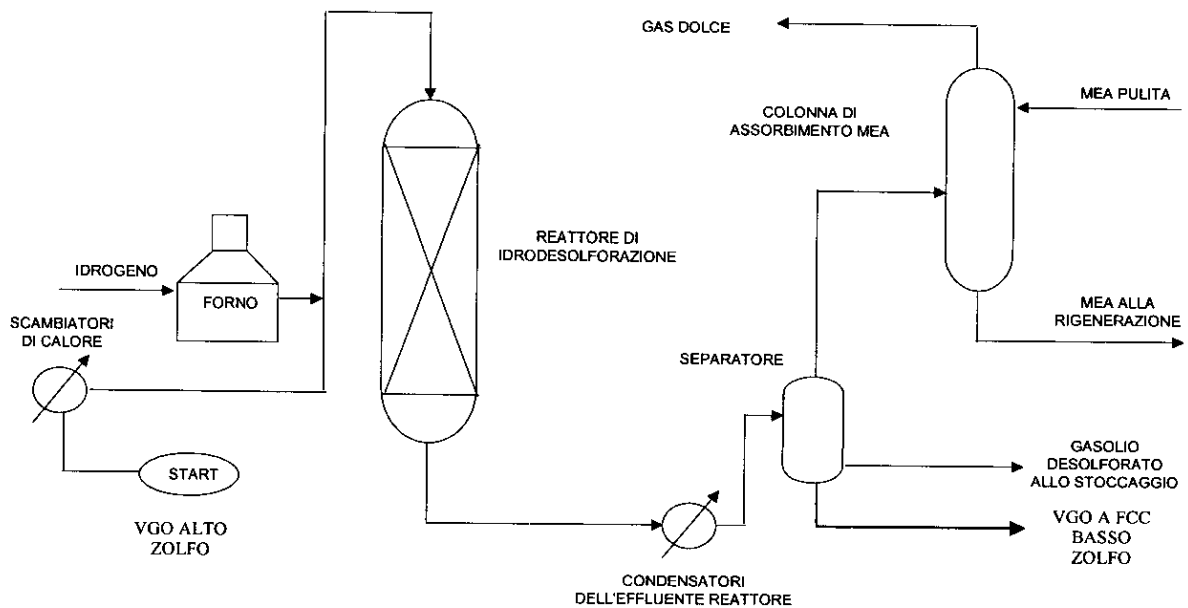 GAS DOLCE
MEA PULITA
COLONNA DI
ASSORBIMENTO MEA
REATTORE DI
IDRODESOLFORAZIONE
IDROGENO
FORNO
SCAMBIATORI
DI CALORE
MEA ALLA
RIGENERAZIONE
SEPARATORE
START
GASOLIO
DESOLFORATO
ALLO STOCCAGGIO
VGO ALTO
ZOLFO
VGO A FCC
BASSO
ZOLFO
CONDENSATORI
DELL'EFFLUENTE REATTORE